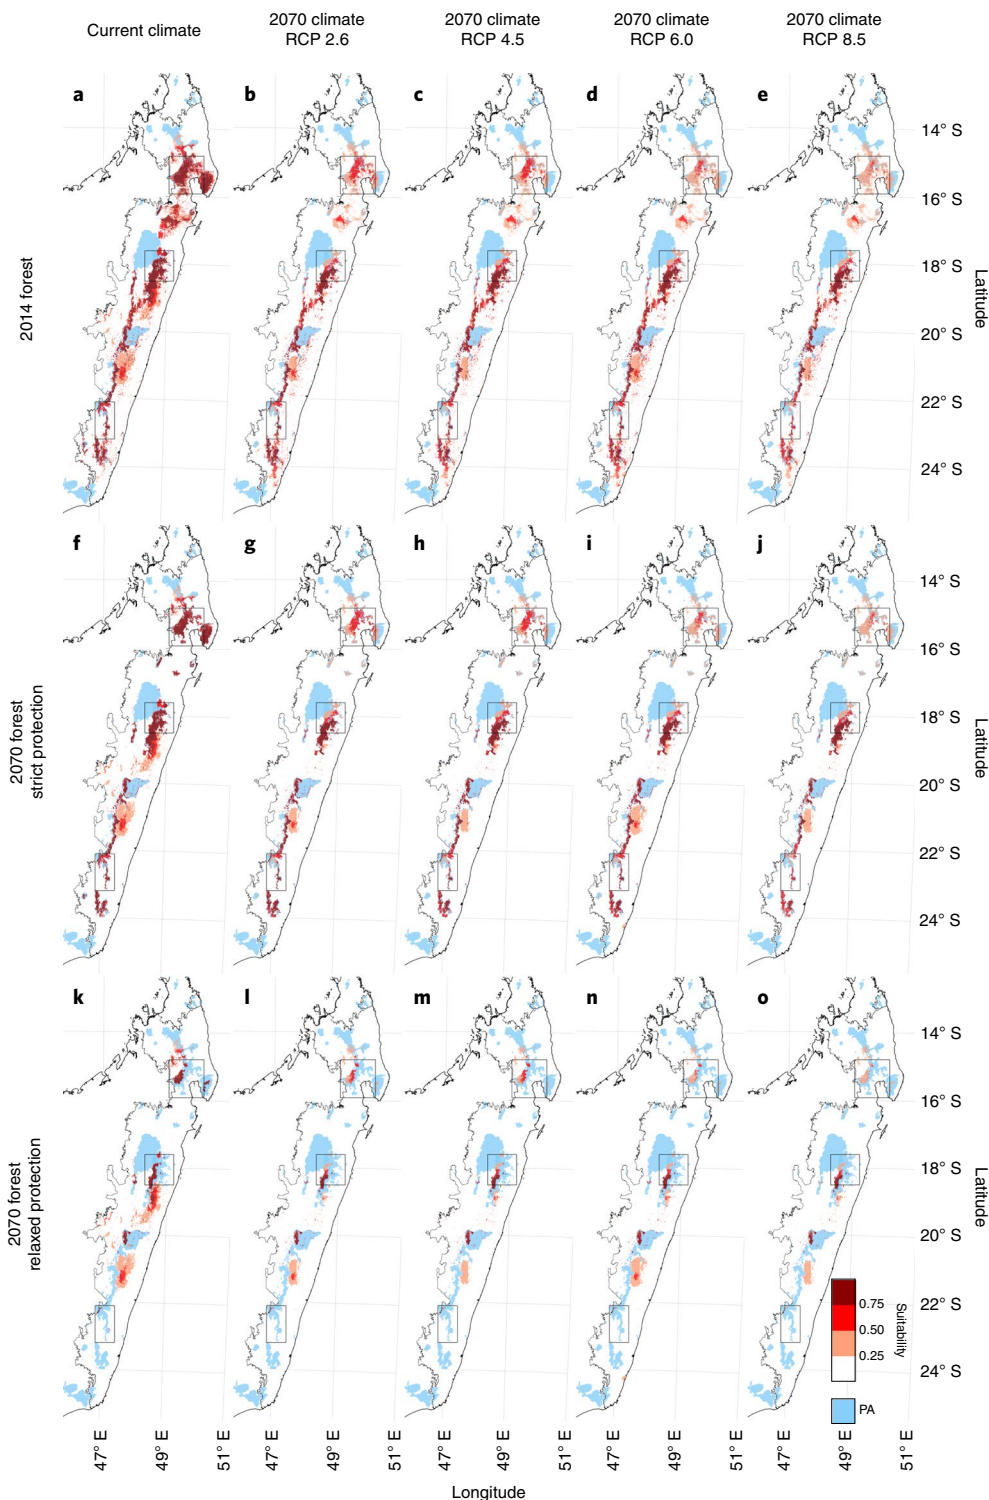 Current climate
2070 climate
RCP 2.6
2070 climate
RCP 4.5
2070 climate
RCP 6.0
2070 climate
RCP 8.5
a
b
c
d
e
14° S
16° S
18° S
20° S
22° S
24° S
Latitude
2014 forest
f
g
h
i
j
14° S
16° S
18° S
20° S
22° S
24° S
Latitude
2070 forest
strict protection
k
l
m
n
o
14° S
16° S
18° S
20° S
22° S
24° S
Latitude
2070 forest
relaxed protection
0.75
0.50
0.25
Suitability
PA
47° E
49° E
51° E
47° E
49° E
51° E
47° E
49° E
51° E
47° E
49° E
51° E
47° E
49° E
51° E
Longitude